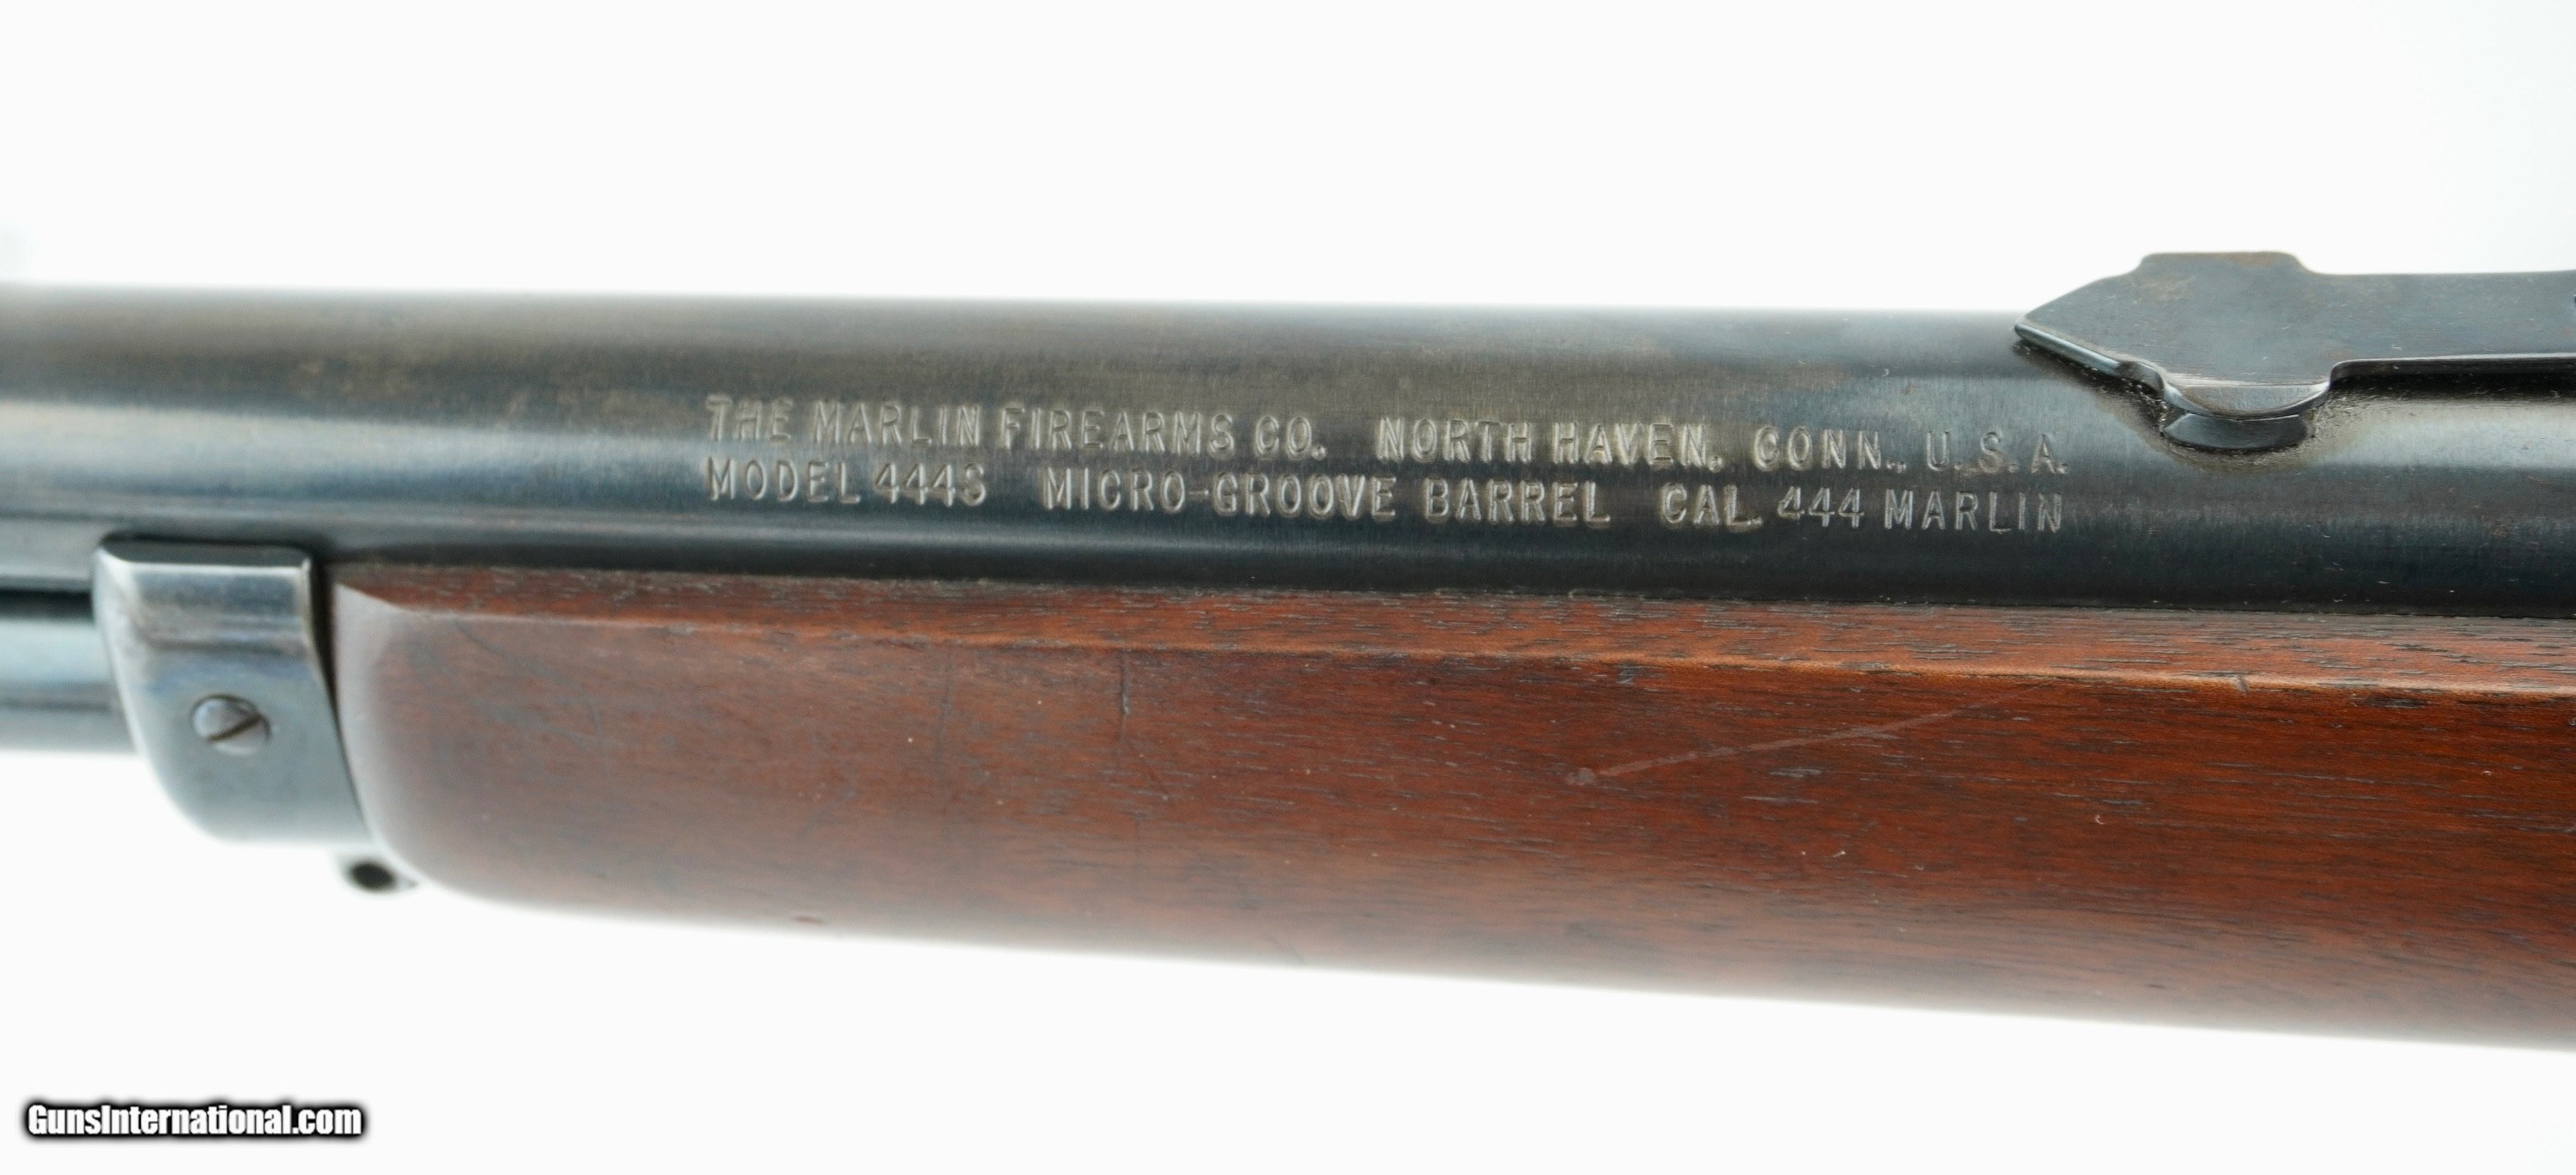 THE MARLIN FIREARMS CO. NORTH HAVEN, CONN., U.S.A.
MODEL 444S MICRO-GROOVE BARREL CAL. 444 MARLIN
GunsInternational.com